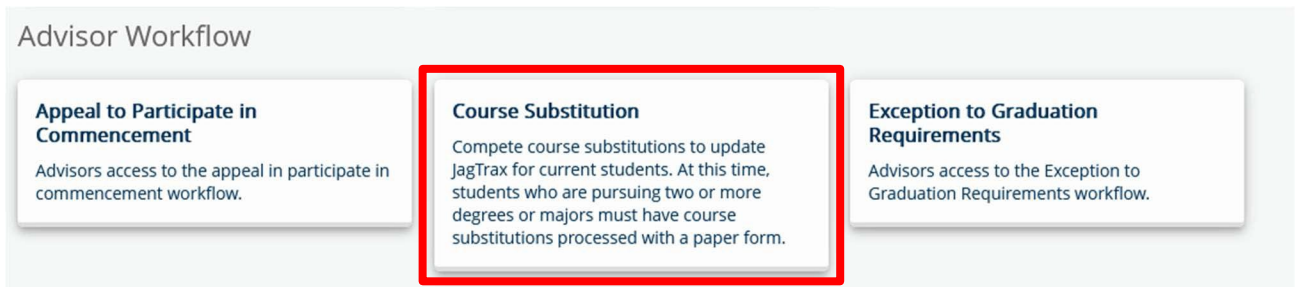 Advisor Workflow
Appeal to Participate in
Commencement
Advisors access to the appeal in participate in
commencement workflow.
Course Substitution
Compete course substitutions to update
JagTrax for current students. At this time,
students who are pursuing two or more
degrees or majors must have course
substitutions processed with a paper form.
Exception to Graduation
Requirements
Advisors access to the Exception to
Graduation Requirements workflow.